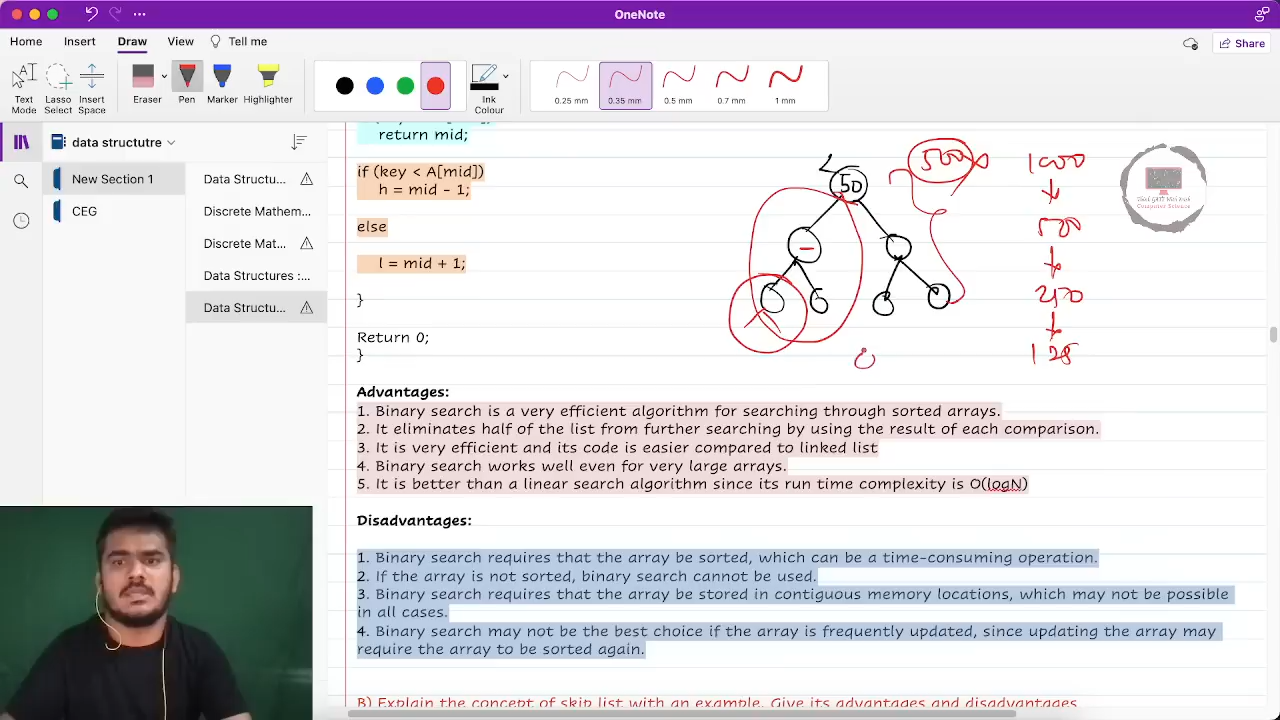 OneNote
Home
Insert
Draw
View
Tell me
Share
Text Mode
Lasso Select
Insert Space
Eraser
Pen
Marker
Highlighter
Ink Colour
0.25 mm
0.35 mm
0.5 mm
0.7 mm
1 mm
data structutre
New Section 1
CEG
Data Structu...
Discrete Mathem...
Discrete Mat...
Data Structures :...
Data Structu...
return mid;
if (key < A[mid])
h = mid - 1;
else
l = mid + 1;
}
Return 0;
}
<
50
1000
500
250
125
Advantages:
1. Binary search is a very efficient algorithm for searching through sorted arrays.
2. It eliminates half of the list from further searching by using the result of each comparison.
3. It is very efficient and its code is easier compared to linked list
4. Binary search works well even for very large arrays.
5. It is better than a linear search algorithm since its run time complexity is O(logN)
Disadvantages:
1. Binary search requires that the array be sorted, which can be a time-consuming operation.
2. If the array is not sorted, binary search cannot be used.
3. Binary search requires that the array be stored in contiguous memory locations, which may not be possible
in all cases.
4. Binary search may not be the best choice if the array is frequently updated, since updating the array may
require the array to be sorted again.
B) Explain the concept of skip list with an example. Give its advantages and disadvantages